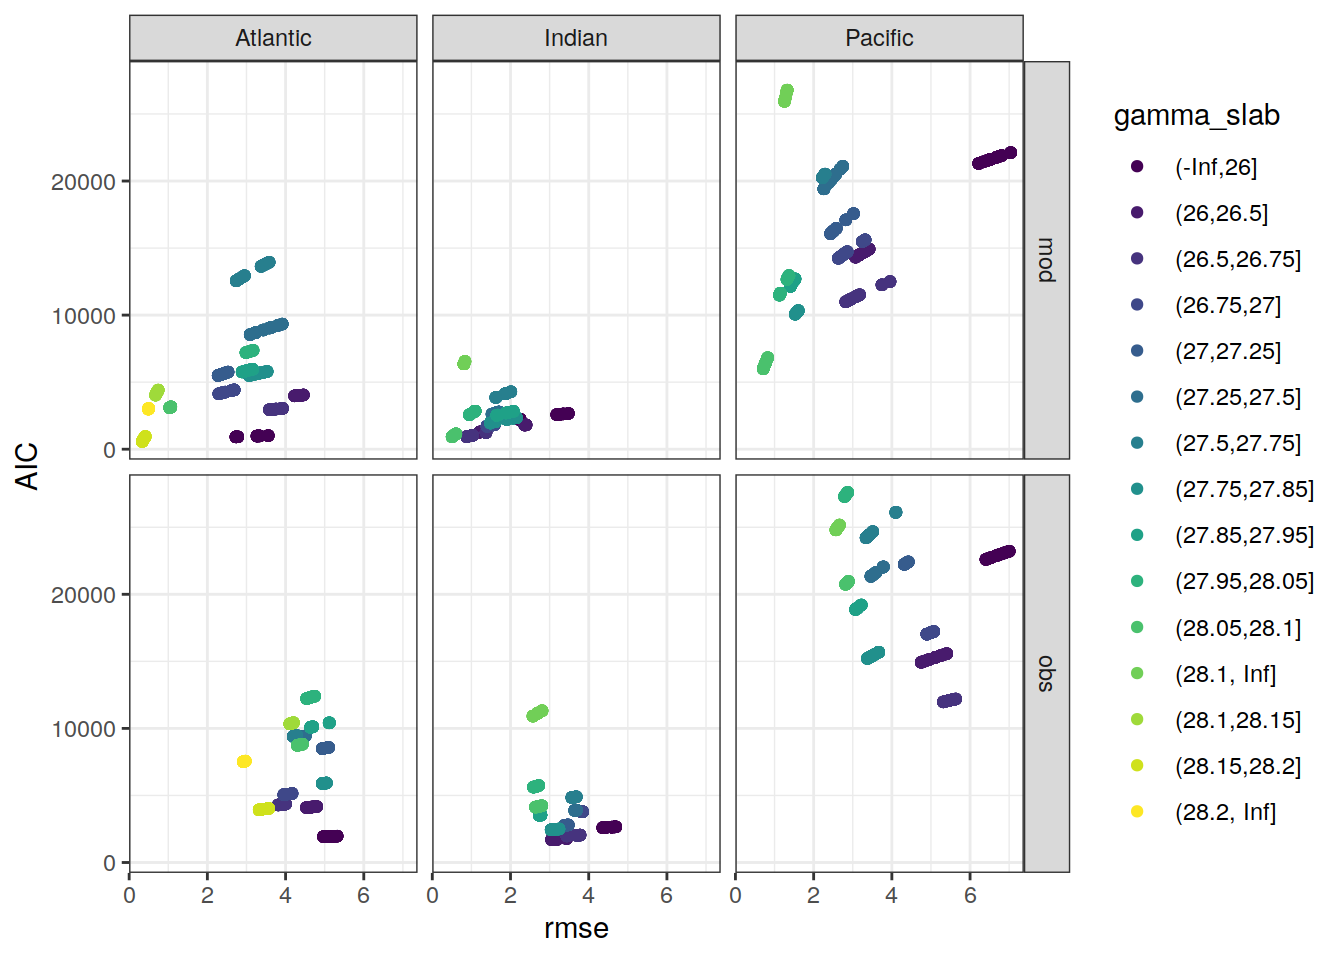 Atlantic
Indian
Pacific
mod
obs
AIC
20000
10000
0
20000
10000
0
0
2
4
6
0
2
4
6
0
2
4
6
rmse
gamma_slab
(-Inf,26]
(26,26.5]
(26.5,26.75]
(26.75,27]
(27,27.25]
(27.25,27.5]
(27.5,27.75]
(27.75,27.85]
(27.85,27.95]
(27.95,28.05]
(28.05,28.1]
(28.1, Inf]
(28.1,28.15]
(28.15,28.2]
(28.2, Inf]